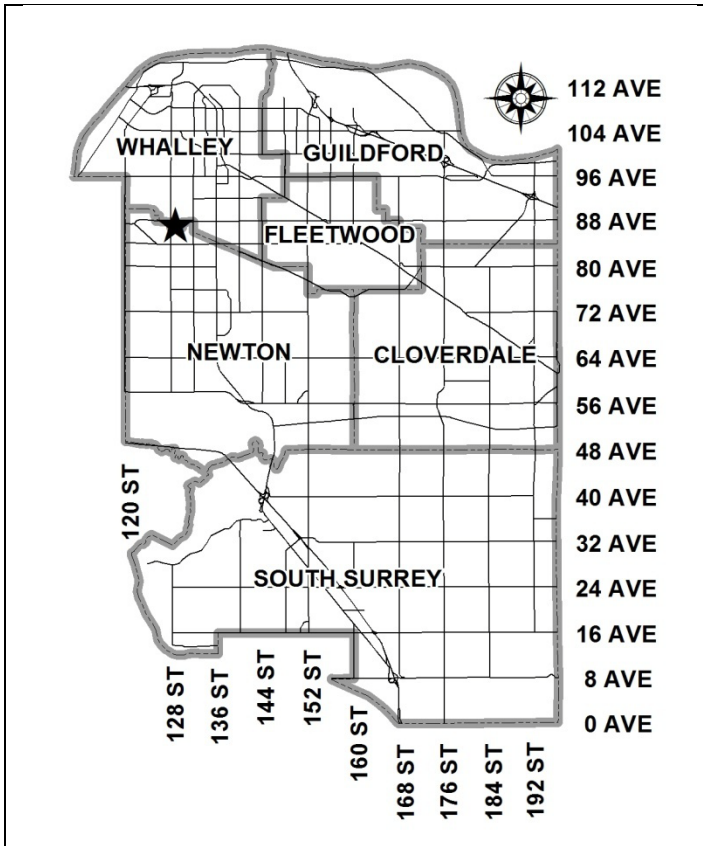 112 AVE
104 AVE
WHALLEY
GUILDFORD
96 AVE
88 AVE
FLEETWOOD
80 AVE
72 AVE
NEWTON
CLOVERDALE
64 AVE
56 AVE
48 AVE
120 ST
40 AVE
32 AVE
SOUTH SURREY
24 AVE
16 AVE
8 AVE
0 AVE
128 ST
136 ST
144 ST
152 ST
160 ST
168 ST
176 ST
184 ST
192 ST